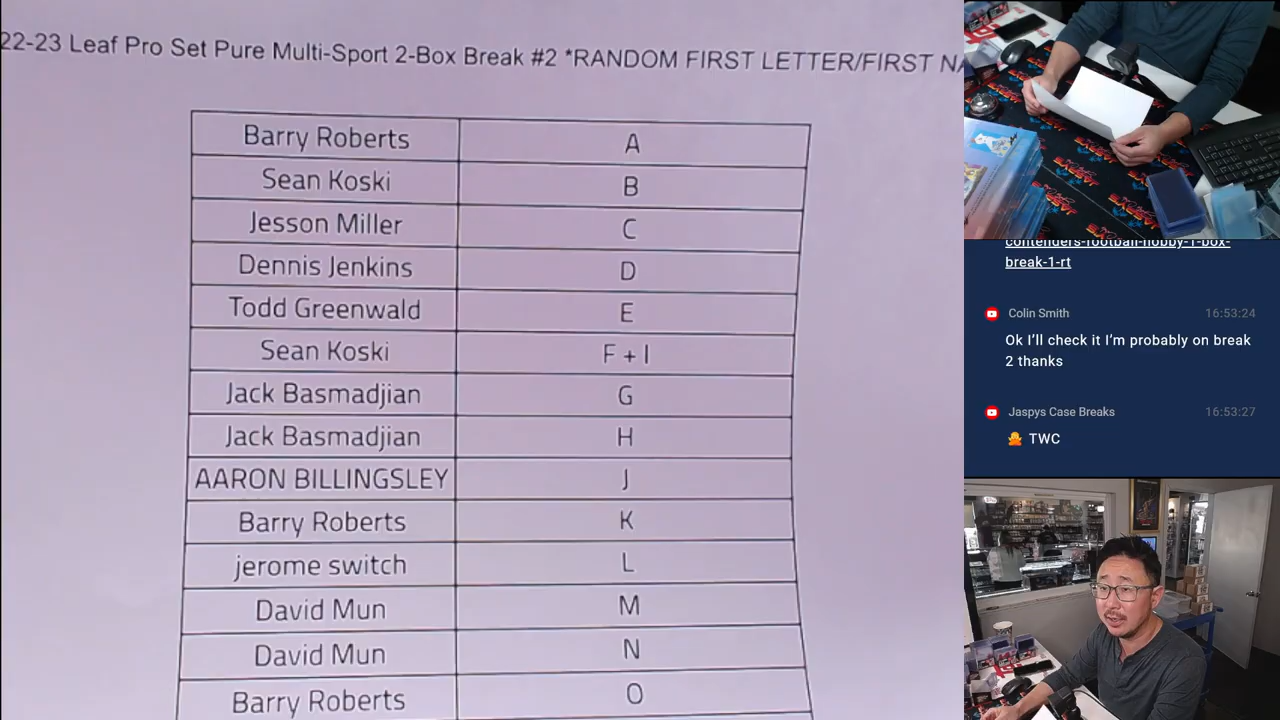 22-23 Leaf Pro Set Pure Multi-Sport 2-Box Break #2 *RANDOM FIRST LETTER/FIRST NA
Barry Roberts A
Sean Koski B
Jesson Miller C
Dennis Jenkins D
Todd Greenwald E
Sean Koski F + I
Jack Basmadjian G
Jack Basmadjian H
AARON BILLINGSLEY J
Barry Roberts K
jerome switch L
David Mun M
David Mun N
Barry Roberts O
contenders-football-hobby-1-box-
break-1-rt
Colin Smith 16:53:24
Ok I’ll check it I’m probably on break
2 thanks
Jaspys Case Breaks 16:53:27
🙅 TWC